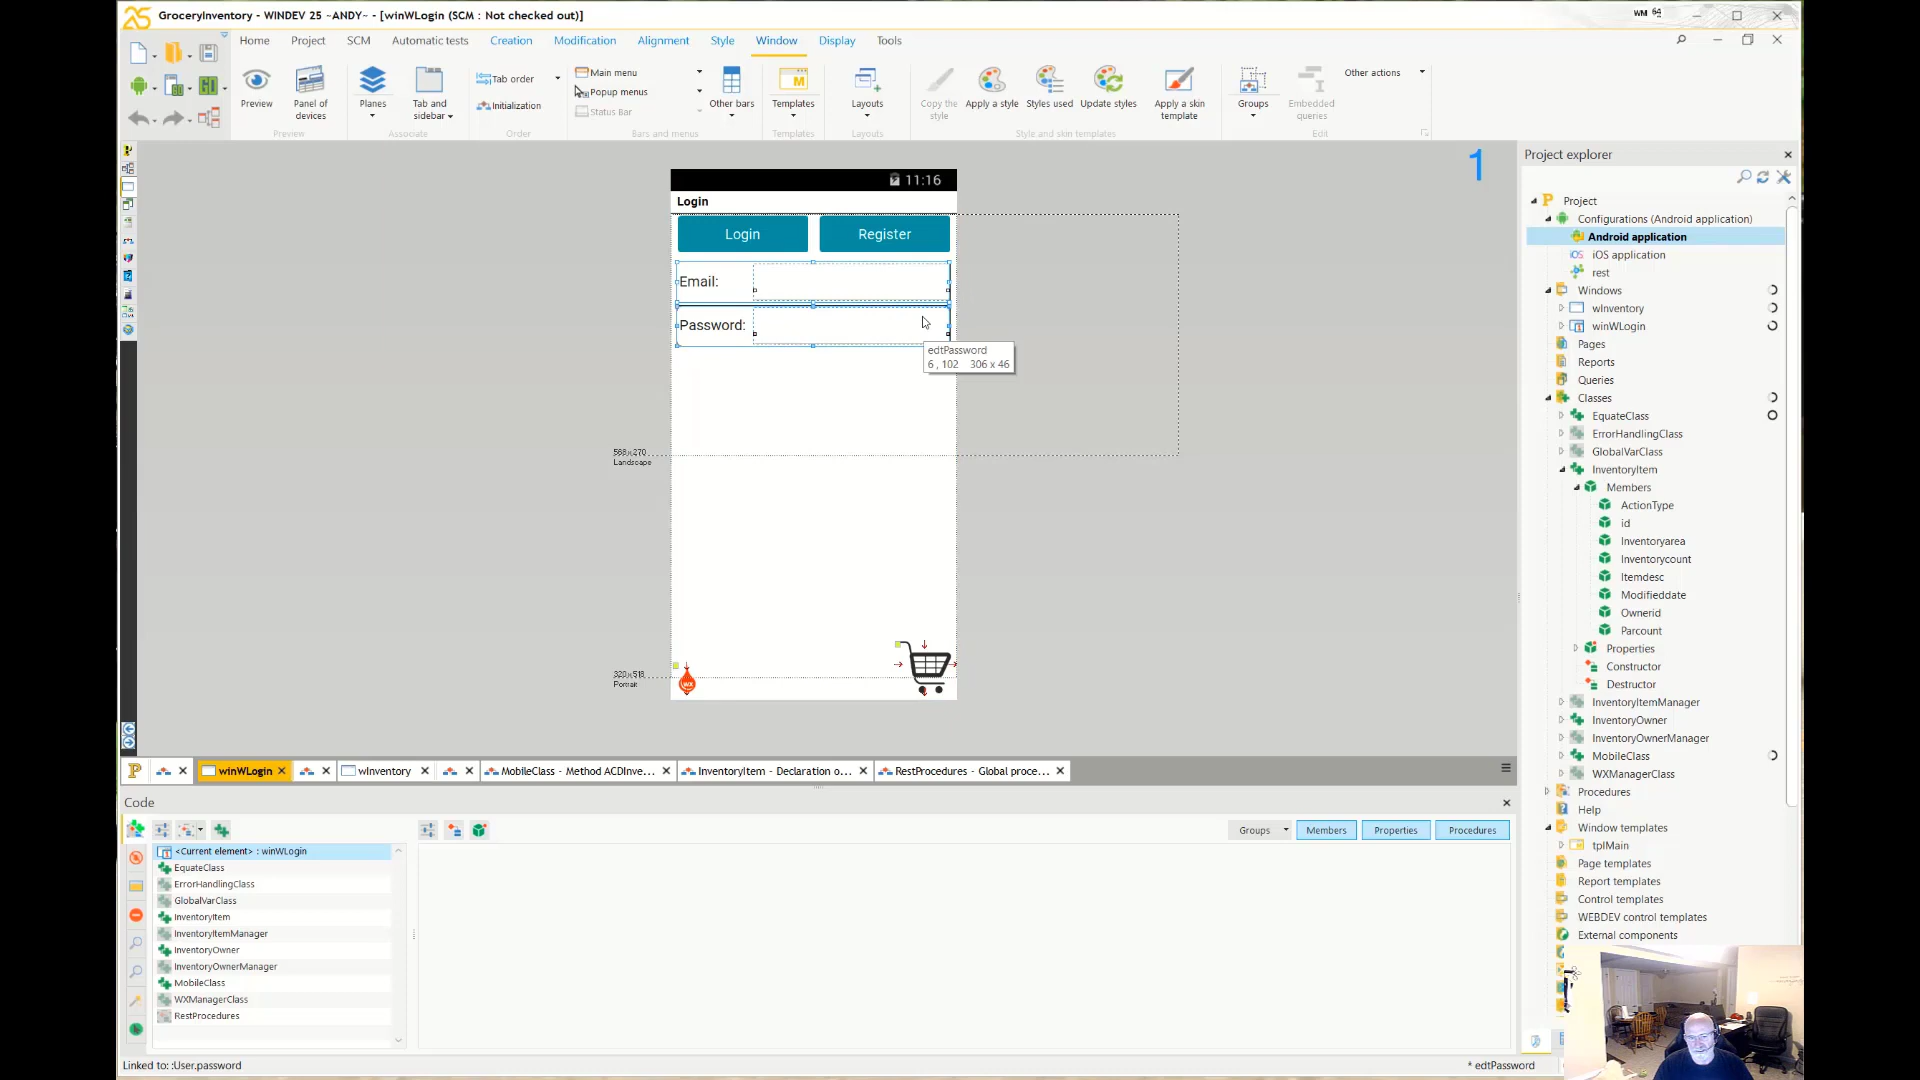 25
GroceryInventory - WINDEV 25 ~ANDY~ - [winWLogin (SCM : Not checked out)]
WM 64
Home Project SCM Automatic tests Creation Modification Alignment Style Window Display Tools
GO
Preview
Panel of devices
Planes
Tab and sidebar
Tab order
Initialization
Main menu
Popup menus
Status Bar
Other bars
Templates
Layouts
Copy the style
Apply a style
Styles used
Update styles
Apply a skin template
Groups
Embedded queries
Other actions
Preview Associate Order Bars and menus Templates Layouts Style and skin templates Edit
1
11:16
Login
Login Register
Email:
Password:
edtPassword
6 , 102 306 x 46
568x270
Landscape
320x518
Portrait
WX
Project explorer
Project
Configurations (Android application)
Android application
iOS application
rest
Windows
wInventory
winWLogin
Pages
Reports
Queries
Classes
EquateClass
ErrorHandlingClass
GlobalVarClass
InventoryItem
Members
ActionType
id
Inventoryarea
Inventorycount
Itemdesc
Modifieddate
Ownerid
Parcount
Properties
Constructor
Destructor
InventoryItemManager
InventoryOwner
InventoryOwnerManager
MobileClass
WXManagerClass
Procedures
Help
Window templates
tplMain
Page templates
Report templates
Control templates
WEBDEV control templates
External components
winWLogin
wInventory
MobileClass - Method ACDInve...
InventoryItem - Declaration o...
RestProcedures - Global proce...
Code
Groups Members Properties Procedures
<Current element> : winWLogin
EquateClass
ErrorHandlingClass
GlobalVarClass
InventoryItem
InventoryItemManager
InventoryOwner
InventoryOwnerManager
MobileClass
WXManagerClass
RestProcedures
Linked to: :User.password
* edtPassword